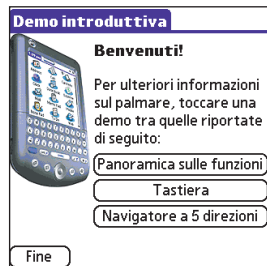 Demo introduttiva
Benvenuti!
Per ulteriori informazioni
sul palmare, toccare una
demo tra quelle riportate
di seguito:
Panoramica sulle funzioni
Tastiera
Navigatore a 5 direzioni
Fine